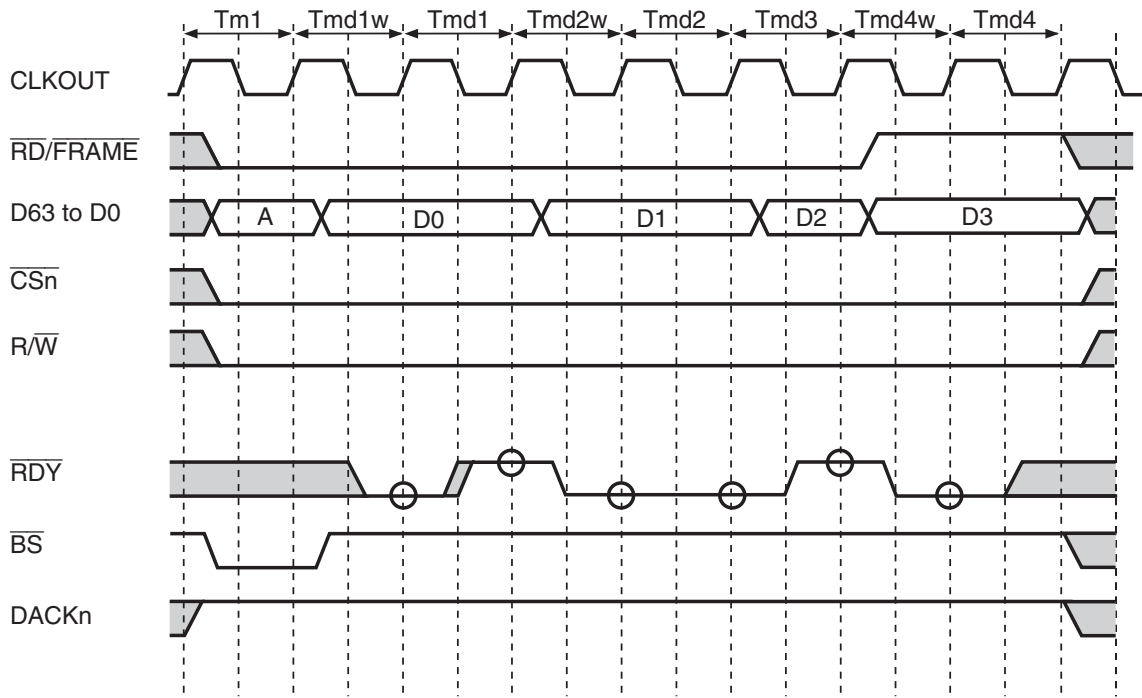 Tm1 Tmd1w Tmd1 Tmd2w Tmd2 Tmd3 Tmd4w Tmd4
CLKOUT
RD/FRAME
D63 to D0
A D0 D1 D2 D3
CSn
R/W
RDY
BS
DACKn